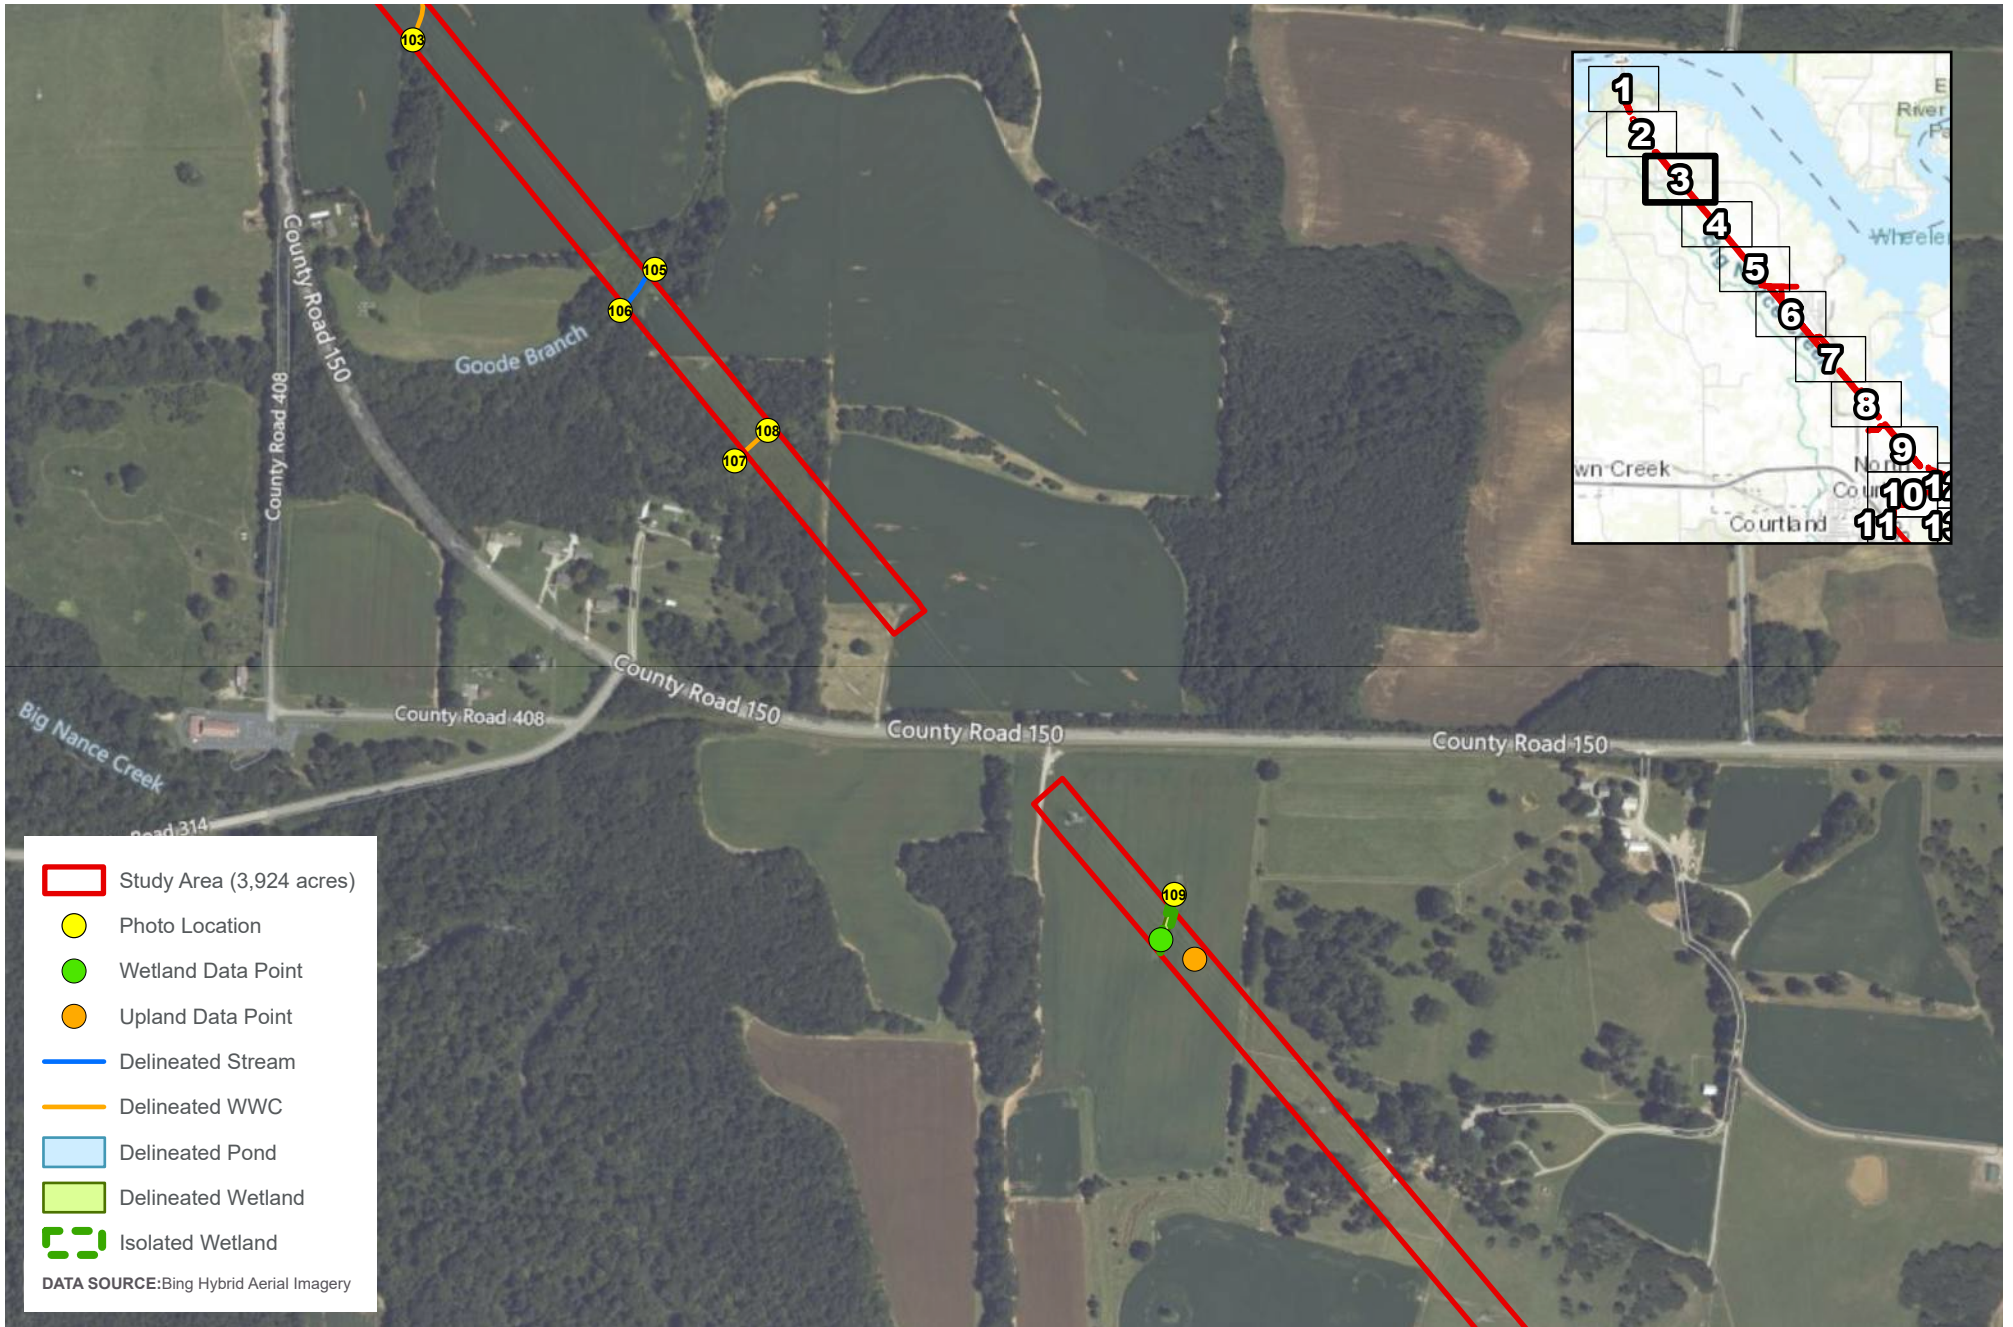 103
105
106
108
107
109
County Road 150
County Road 408
Goode Branch
County Road 150
County Road 150
County Road 150
County Road 408
Big Nance Creek
Road 314
1
2
3
4
5
6
7
8
9
10
11
River
Wheeler
wn Creek
Courtland
Study Area (3,924 acres)
Photo Location
Wetland Data Point
Upland Data Point
Delineated Stream
Delineated WWC
Delineated Pond
Delineated Wetland
Isolated Wetland
DATA SOURCE:Bing Hybrid Aerial Imagery